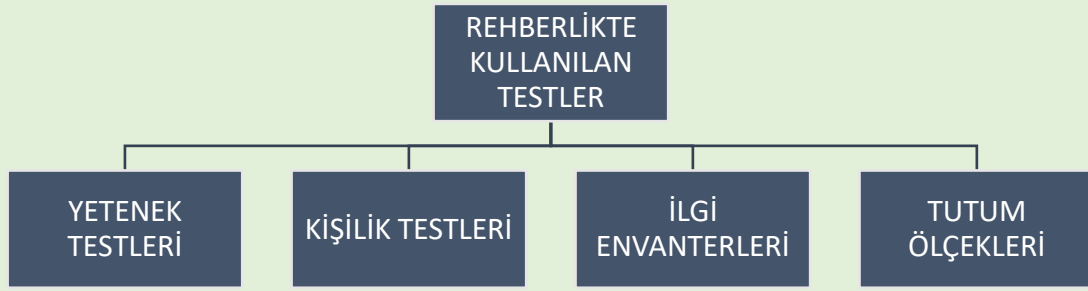 REHBERLİKTE
KULLANILAN
TESTLER
YETENEK
TESTLERİ
KİŞİLİK TESTLERİ
İLGİ
ENVANTERLERİ
TUTUM
ÖLÇEKLERİ